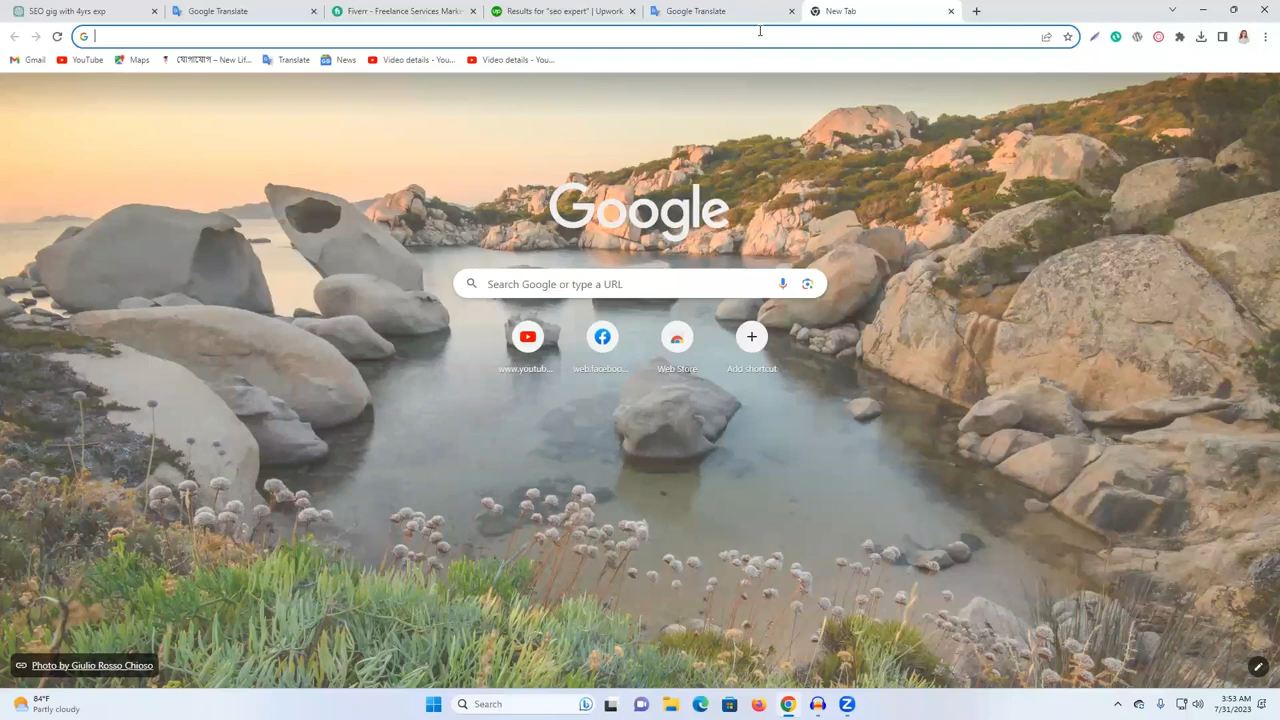 SEO gig with 4yrs exp
Google Translate
Fiverr - Freelance Services Mark
Results for "seo expert" | Upwork
Google Translate
New Tab
Gmail
YouTube
Maps
যোগাযোগ – New Lif...
Translate
News
Video details - You...
Video details - You...
Google
Search Google or type a URL
www.youtub...
web.faceboo...
Web Store
Add shortcut
Photo by Giulio Rosso Chioso
84°F
Partly cloudy
Search
3:53 AM
7/31/2023